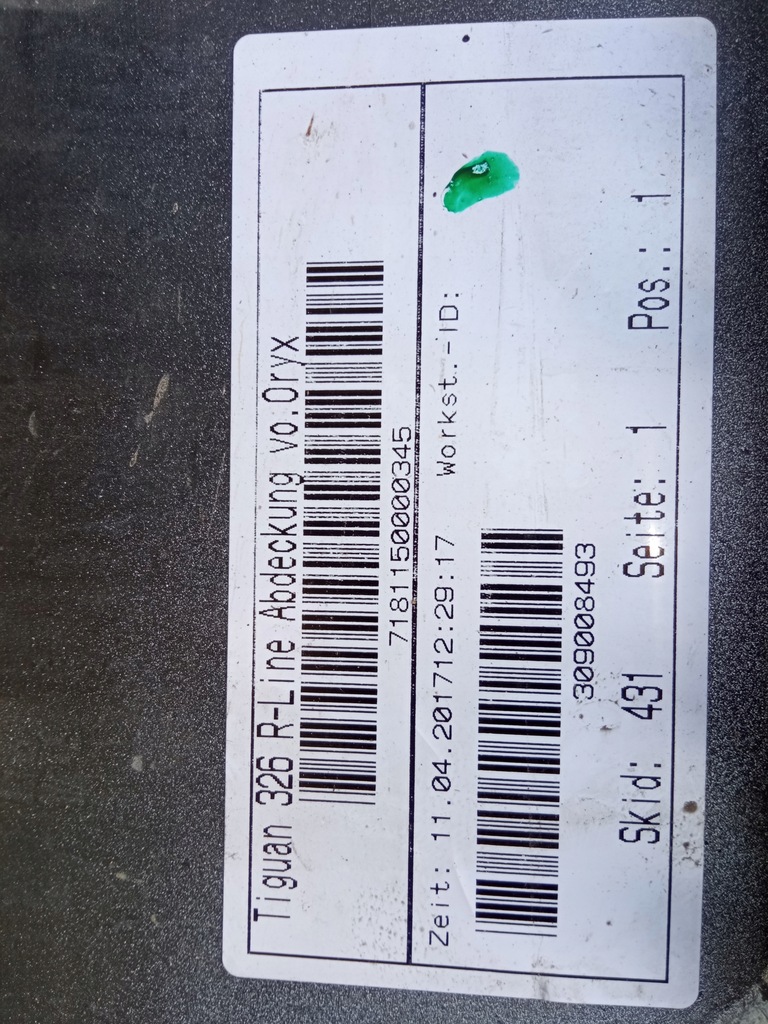 Tiguan 326 R-Line Abdeckung vo.Oryx
7181150000345
Zeit: 11.04.201712:29:17 Workst.-ID:
309008493
Skid: 431 Seite: 1 Pos.: 1